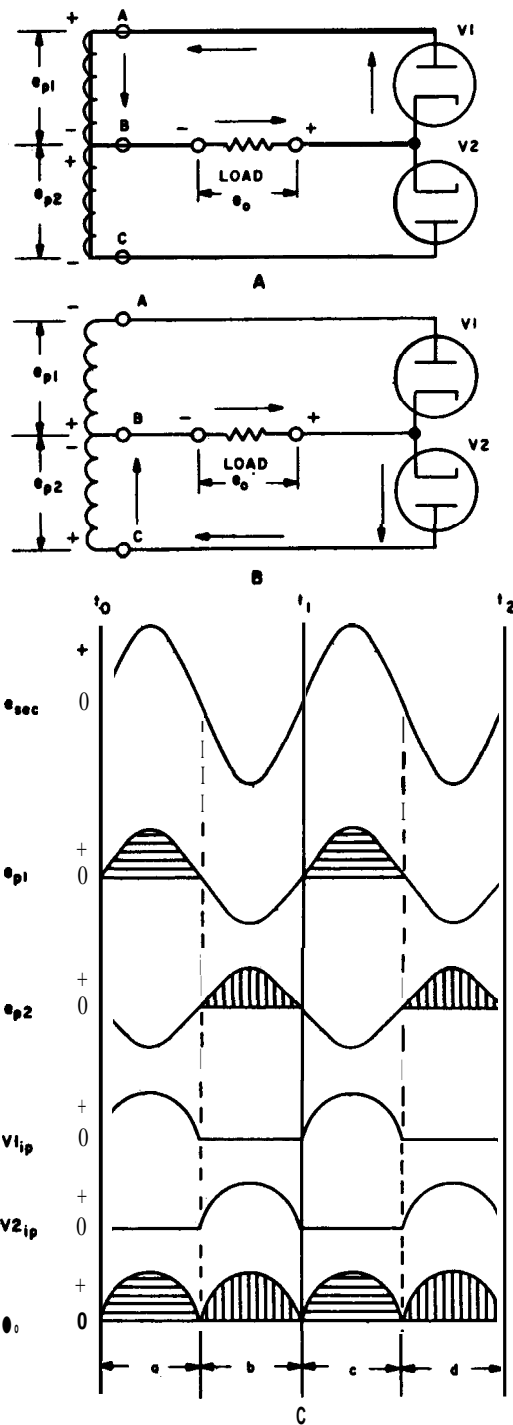 + A V1
e_p1
- B - +
+ LOAD V2
e_p2 e_o
- C
A
- A V1
e_p1
+ B - +
- LOAD V2
e_p2 e_o
+ C
B
t_0 t_1 t_2
+
e_sec 0
+
e_p1 0
+
e_p2 0
+
V1_ip 0
+
V2_ip 0
+
e_o 0
a b c d
C